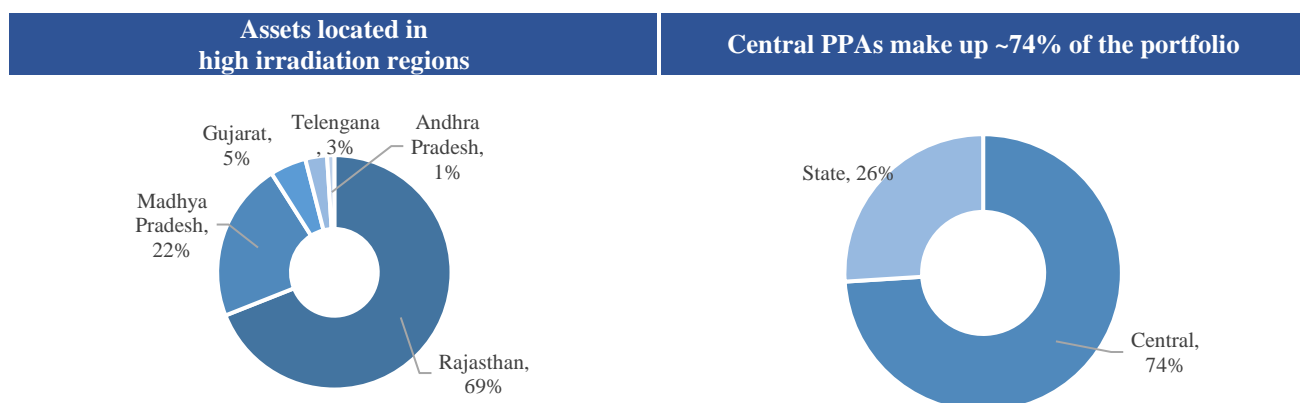 Assets located in
high irradiation regions
Central PPAs make up ~74% of the portfolio
Gujarat,
5%
Telengana
, 3%
Andhra
Pradesh,
1%
Madhya
Pradesh,
22%
Rajasthan,
69%
State, 26%
Central,
74%